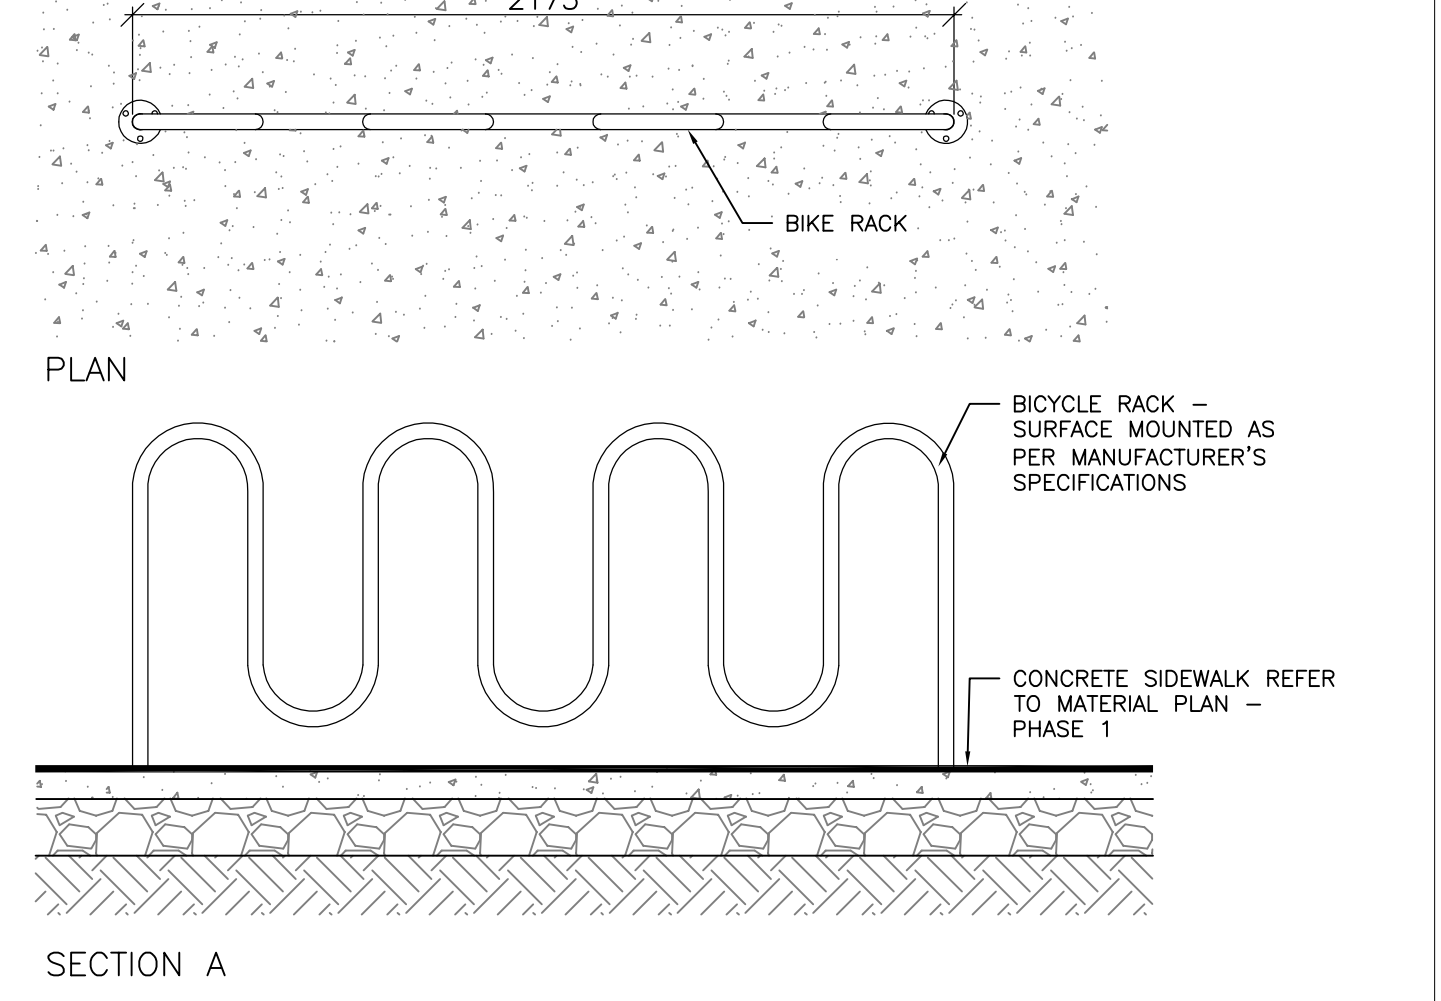 BIKE RACK
PLAN
BICYCLE RACK –
SURFACE MOUNTED AS
PER MANUFACTURER'S
SPECIFICATIONS
CONCRETE SIDEWALK REFER
TO MATERIAL PLAN –
PHASE 1
SECTION A